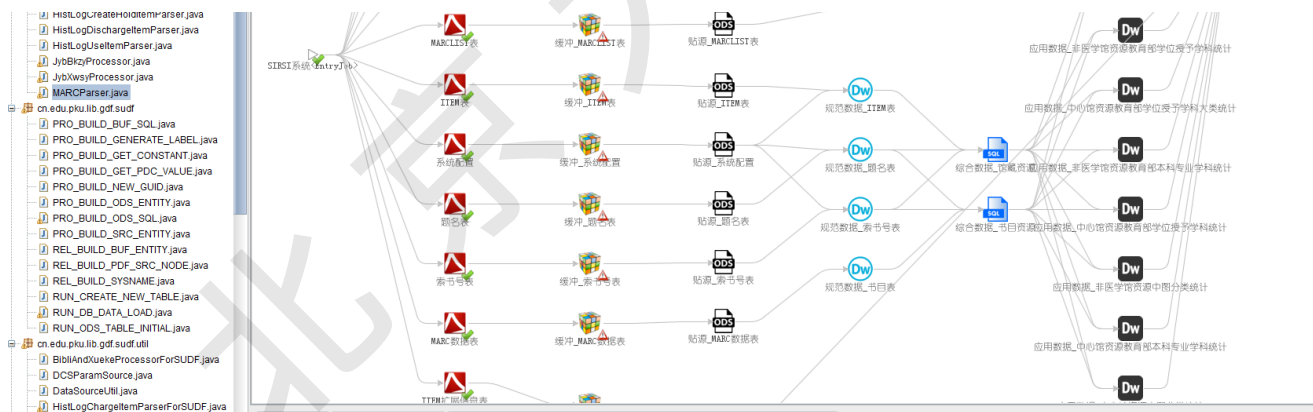 HistLogCreateHoldItemParser.java
HistLogDischargeItemParser.java
HistLogUseItemParser.java
JybBkzyProcessor.java
JybXwsyProcessor.java
MARCParser.java
cn.edu.pku.lib.gdf.sudf
PRO_BUILD_BUF_SQL.java
PRO_BUILD_GENERATE_LABEL.java
PRO_BUILD_GET_CONSTANT.java
PRO_BUILD_GET_PDC_VALUE.java
PRO_BUILD_NEW_GUID.java
PRO_BUILD_ODS_ENTITY.java
PRO_BUILD_ODS_SQL.java
PRO_BUILD_SRC_ENTITY.java
REL_BUILD_BUF_ENTITY.java
REL_BUILD_PDF_SRC_NODE.java
REL_BUILD_SYSNAME.java
RUN_CREATE_NEW_TABLE.java
RUN_DB_DATA_LOAD.java
RUN_ODS_TABLE_INITIAL.java
cn.edu.pku.lib.gdf.sudf.util
BibliAndXuekeProcessorForSUDF.java
DCSParamSource.java
DataSourceUtil.java
HistLogChargeItemParserForSUDF.java
SIRSI系统<EntryJob>
MARCLIST表
ITEM表
系统配置
题名表
索书号表
MARC数据表
缓冲_MARCLIST表
缓冲_ITEM表
缓冲_系统配置
缓冲_题名表
缓冲_索书号表
缓冲_MARC数据表
ODS
贴源_MARCLIST表
ODS
贴源_ITEM表
ODS
贴源_系统配置
ODS
贴源_题名表
ODS
贴源_索书号表
ODS
贴源_MARC数据表
Dw
规范数据_ITEM表
Dw
规范数据_题名表
Dw
规范数据_索书号表
Dw
规范数据_书目表
SQL
综合数据_馆藏资源
SQL
综合数据_书目资源
Dw
应用数据_非医学馆资源教育部学位授予学科统计
Dw
应用数据_中心馆资源教育部学位授予学科大类统计
Dw
应用数据_非医学馆资源教育部本科专业学科统计
Dw
应用数据_中心馆资源教育部学位授予学科统计
Dw
应用数据_非医学馆资源中图分类统计
Dw
应用数据_中心馆资源教育部本科专业学科统计
Dw